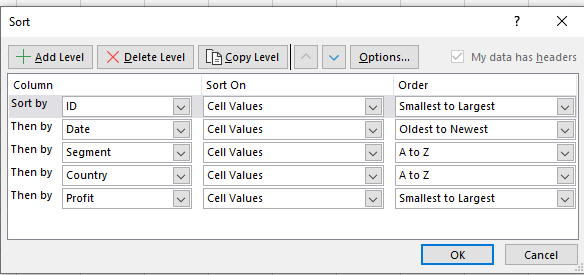 Sort
? ×
Add Level Delete Level Copy Level Options... My data has headers
Column Sort On Order
Sort by ID Cell Values Smallest to Largest
Then by Date Cell Values Oldest to Newest
Then by Segment Cell Values A to Z
Then by Country Cell Values A to Z
Then by Profit Cell Values Smallest to Largest
OK Cancel